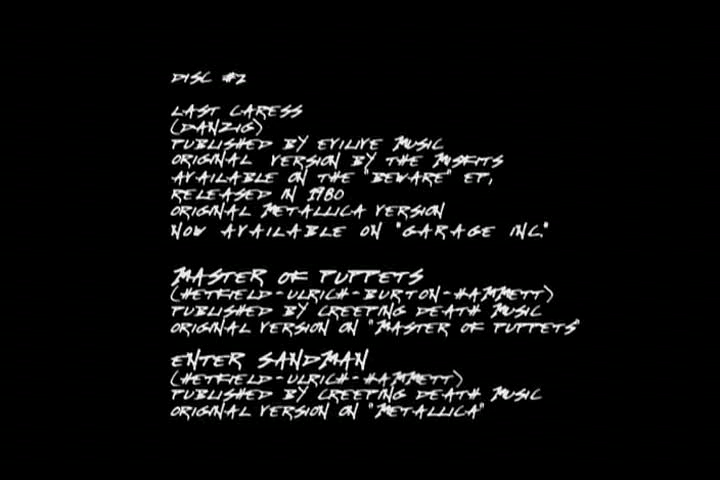 DISC #2
LAST CARESS
(DANZIG)
PUBLISHED BY EVILIVE MUSIC
ORIGINAL VERSION BY THE MISFITS
AVAILABLE ON THE "BEWARE" EP,
RELEASED IN 1980
ORIGINAL METALLICA VERSION
NOW AVAILABLE ON "GARAGE INC."
MASTER OF PUPPETS
(HETFIELD-ULRICH-BURTON-HAMMETT)
PUBLISHED BY CREEPING DEATH MUSIC
ORIGINAL VERSION ON "MASTER OF PUPPETS"
ENTER SANDMAN
(HETFIELD-ULRICH-HAMMETT)
PUBLISHED BY CREEPING DEATH MUSIC
ORIGINAL VERSION ON "METALLICA"